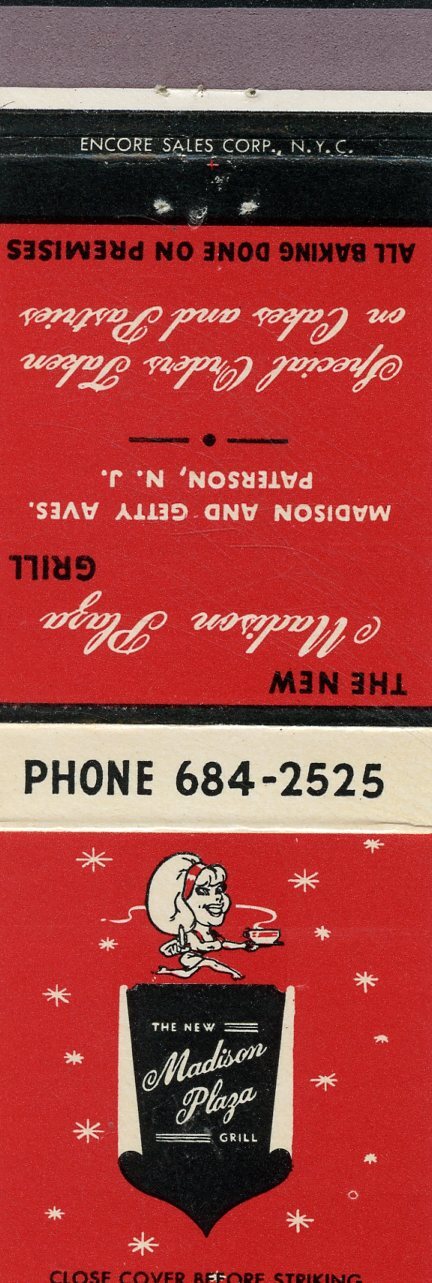 ENCORE SALES CORP., N.Y.C.
THE NEW
Madison Plaza
GRILL
MADISON AND GETTY AVES.
PATERSON, N. J.
Special Orders Taken
on Cakes and Pastries
ALL BAKING DONE ON PREMISES
PHONE 684-2525
THE NEW
Madison
Plaza
GRILL
CLOSE COVER BEFORE STRIKING